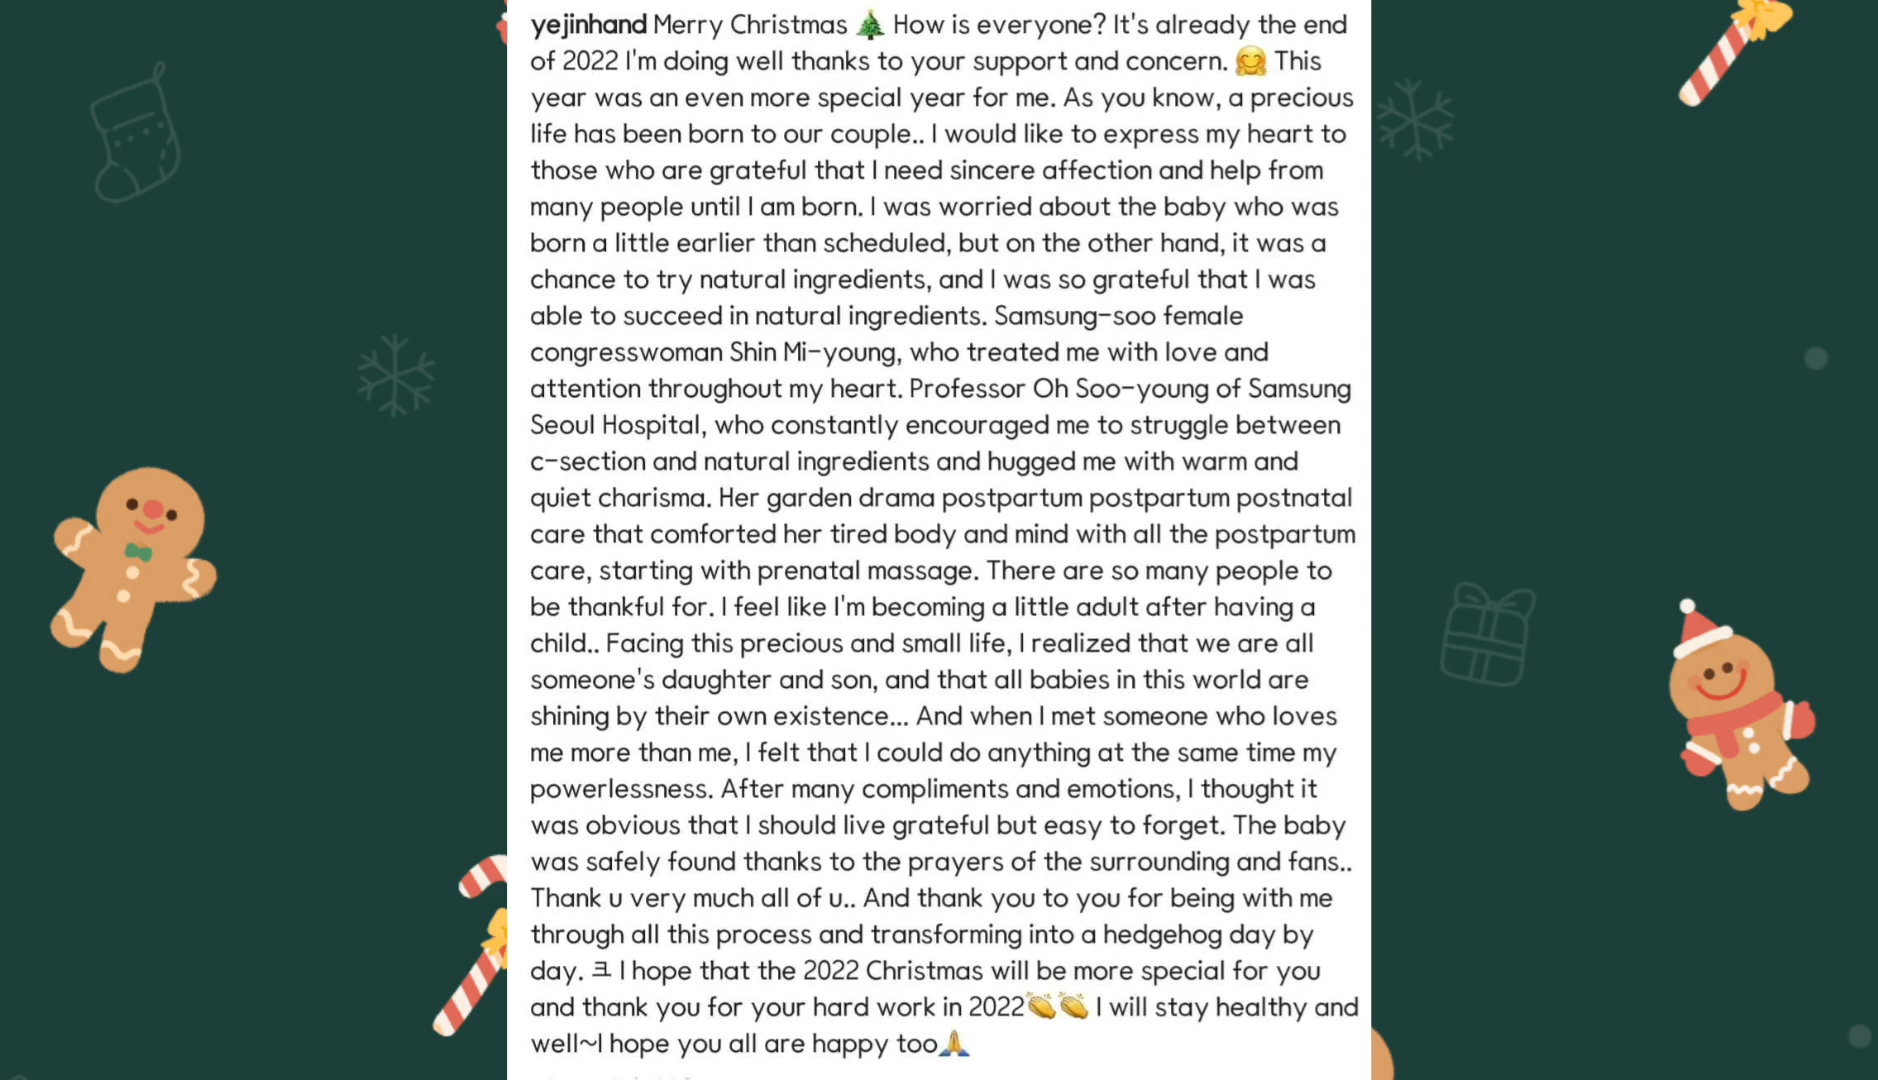 yejinhand Merry Christmas 🎄 How is everyone? It's already the end
of 2022 I'm doing well thanks to your support and concern. 🤗 This
year was an even more special year for me. As you know, a precious
life has been born to our couple.. I would like to express my heart to
those who are grateful that I need sincere affection and help from
many people until I am born. I was worried about the baby who was
born a little earlier than scheduled, but on the other hand, it was a
chance to try natural ingredients, and I was so grateful that I was
able to succeed in natural ingredients. Samsung-soo female
congresswoman Shin Mi-young, who treated me with love and
attention throughout my heart. Professor Oh Soo-young of Samsung
Seoul Hospital, who constantly encouraged me to struggle between
c-section and natural ingredients and hugged me with warm and
quiet charisma. Her garden drama postpartum postpartum postnatal
care that comforted her tired body and mind with all the postpartum
care, starting with prenatal massage. There are so many people to
be thankful for. I feel like I'm becoming a little adult after having a
child.. Facing this precious and small life, I realized that we are all
someone's daughter and son, and that all babies in this world are
shining by their own existence... And when I met someone who loves
me more than me, I felt that I could do anything at the same time my
powerlessness. After many compliments and emotions, I thought it
was obvious that I should live grateful but easy to forget. The baby
was safely found thanks to the prayers of the surrounding and fans..
Thank u very much all of u.. And thank you to you for being with me
through all this process and transforming into a hedgehog day by
day. ㅋ I hope that the 2022 Christmas will be more special for you
and thank you for your hard work in 2022👏👏 I will stay healthy and
well~I hope you all are happy too🙏